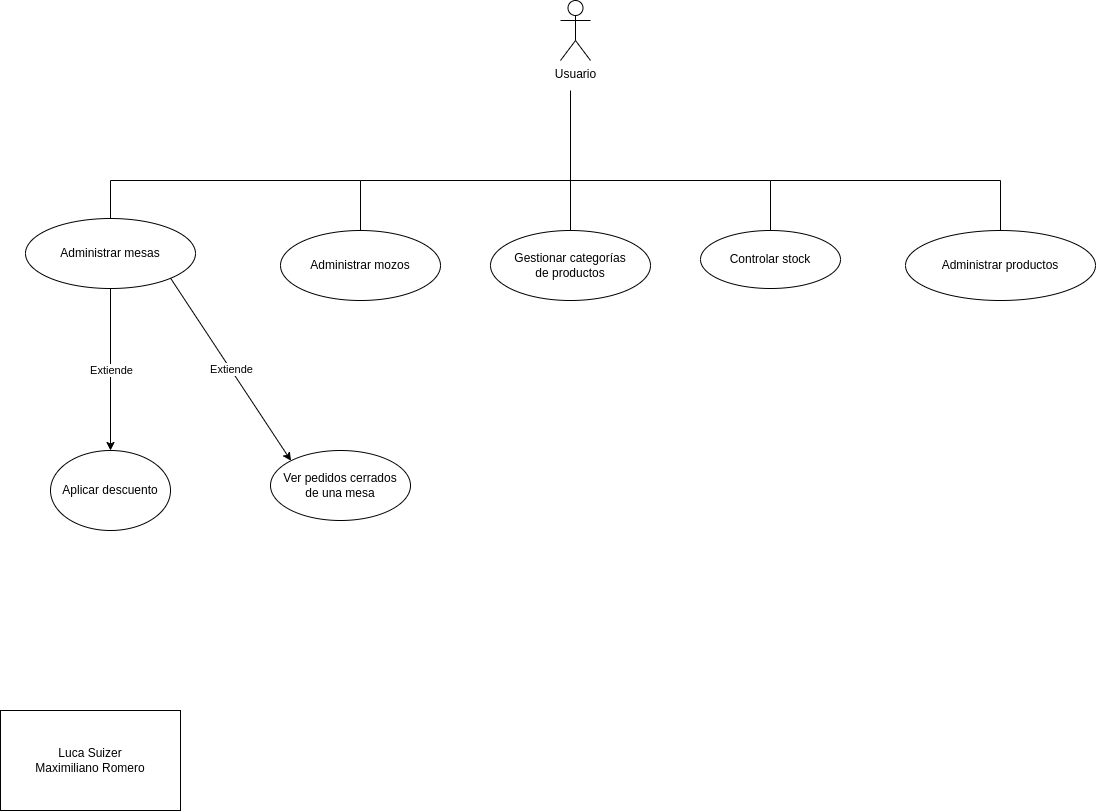 Usuario
Administrar mesas
Administrar mozos
Gestionar categorías
de productos
Controlar stock
Administrar productos
Extiende
Extiende
Aplicar descuento
Ver pedidos cerrados
de una mesa
Luca Suizer
Maximiliano Romero